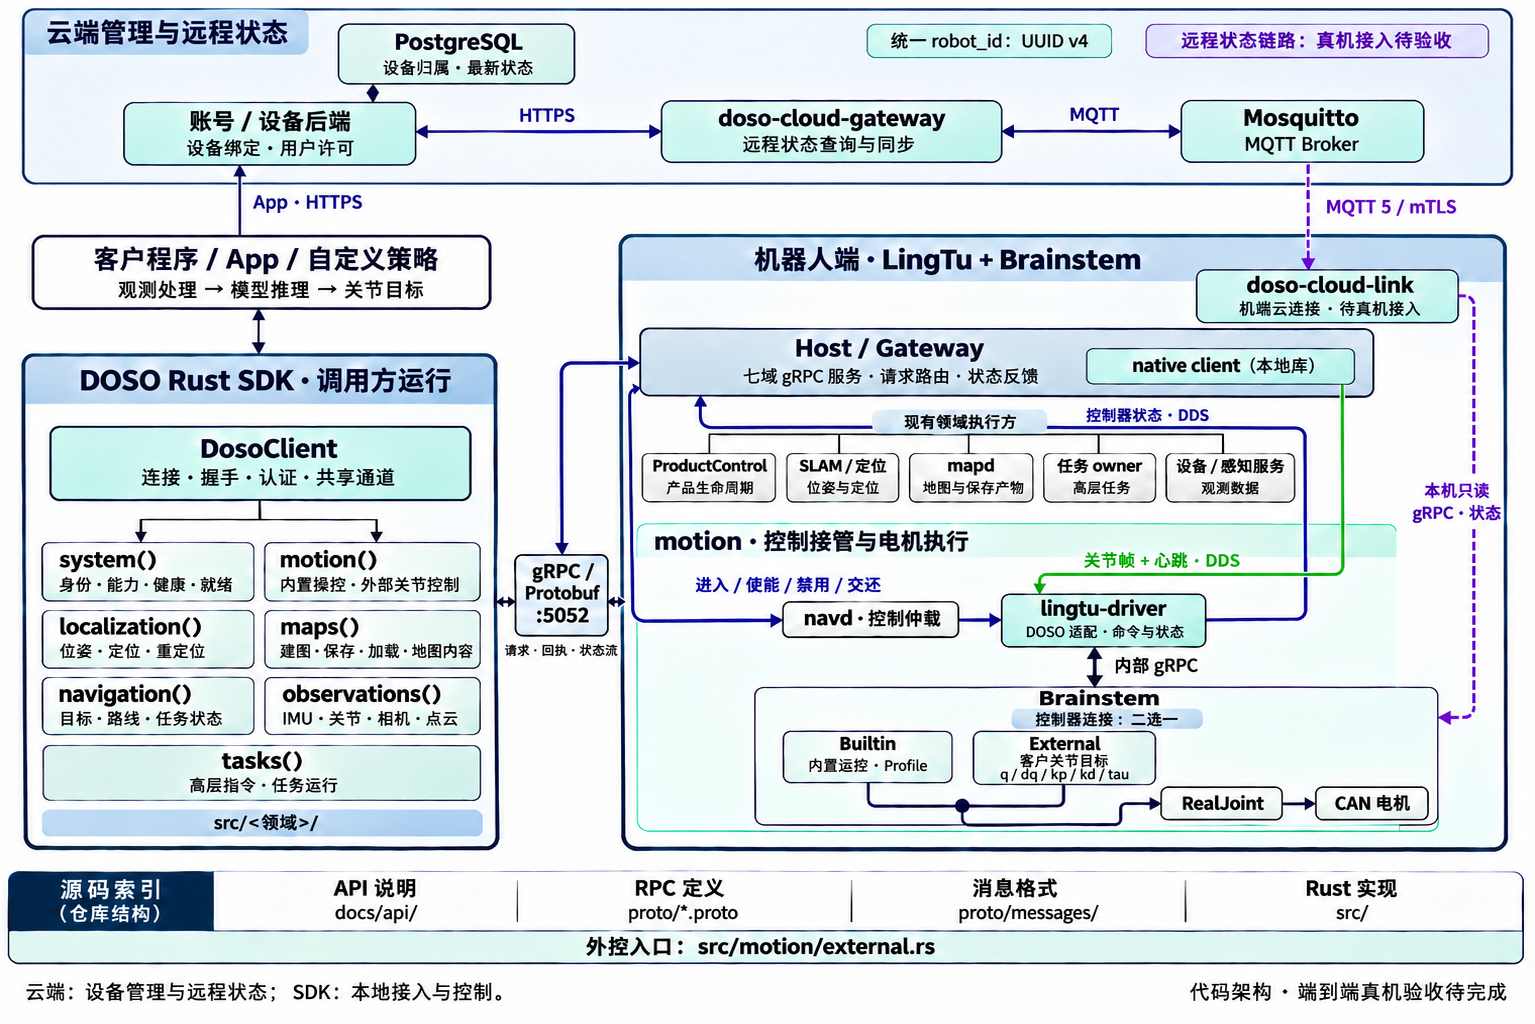 云端管理与远程状态
PostgreSQL
设备归属·最新状态
统一 robot_id：UUID v4
远程状态链路：真机接入待验收
账号 / 设备后端
设备绑定·用户许可
HTTPS
doso-cloud-gateway
远程状态查询与同步
MQTT
Mosquitto
MQTT Broker
App·HTTPS
MQTT 5 / mTLS
客户程序 / App / 自定义策略
观测处理 → 模型推理 → 关节目标
机器人端·LingTu + Brainstem
doso-cloud-link
机端云连接·待真机接入
DOSO Rust SDK·调用方运行
DosoClient
连接·握手·认证·共享通道
system()
身份·能力·健康·就绪
motion()
内置操控·外部关节控制
localization()
位姿·定位·重定位
maps()
建图·保存·加载·地图内容
navigation()
目标·路线·任务状态
observations()
IMU·关节·相机·点云
tasks()
高层指令·任务运行
src/<领域>/
gRPC /
Protobuf
:5052
请求·回执·状态流
Host / Gateway
七域 gRPC 服务·请求路由·状态反馈
native client（本地库）
现有领域执行方
控制器状态·DDS
ProductControl
产品生命周期
SLAM / 定位
位姿与定位
mapd
地图与保存产物
任务 owner
高层任务
设备 / 感知服务
观测数据
本机只读
gRPC·状态
motion·控制接管与电机执行
关节帧 + 心跳·DDS
进入 / 使能 / 禁用 / 交还
navd·控制仲裁
lingtu-driver
DOSO 适配·命令与状态
内部 gRPC
Brainstem
控制器连接：二选一
Builtin
内置运控·Profile
External
客户关节目标
q / dq / kp / kd / tau
RealJoint
CAN 电机
源码索引
（仓库结构）
API 说明
docs/api/
RPC 定义
proto/*.proto
消息格式
proto/messages/
Rust 实现
src/
外控入口：src/motion/external.rs
云端：设备管理与远程状态；SDK：本地接入与控制。
代码架构·端到端真机验收待完成